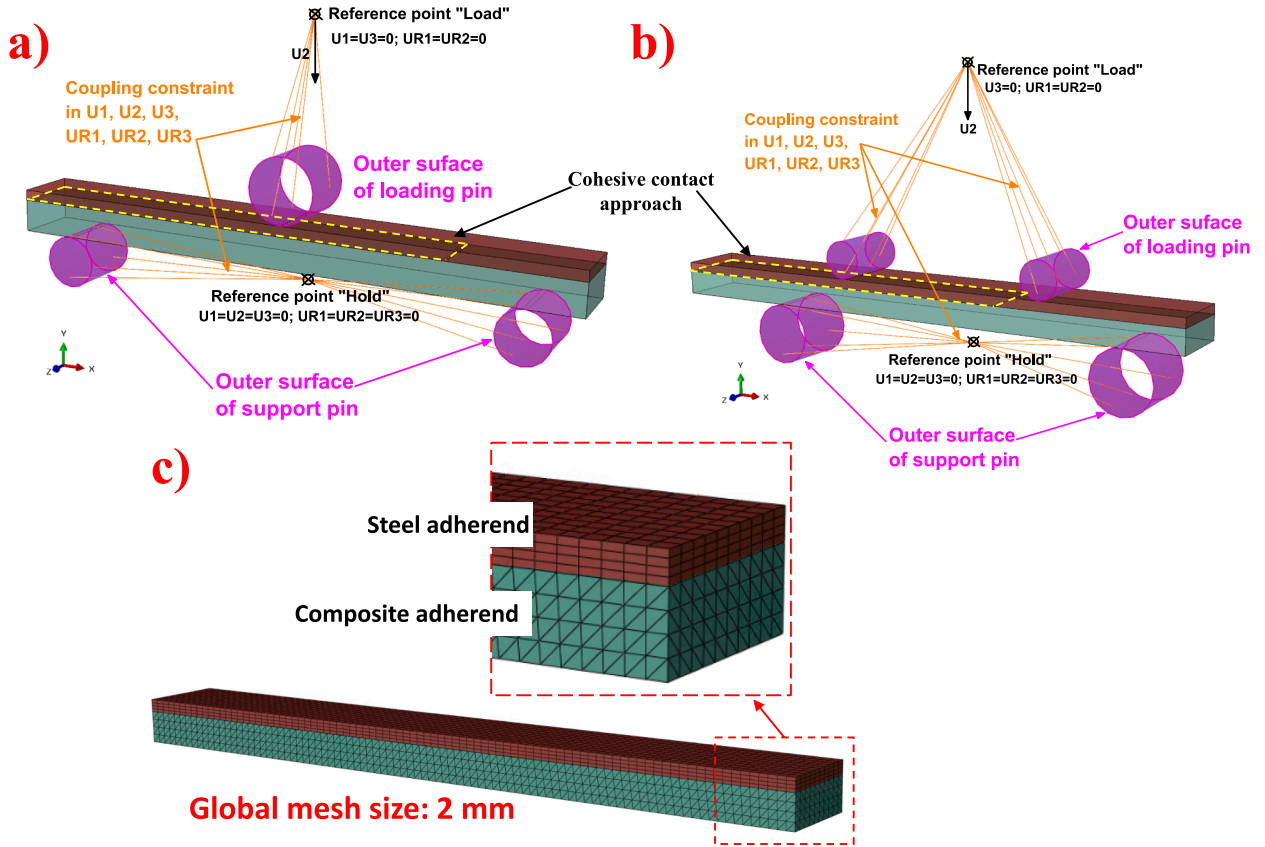 a)
Reference point "Load"
U1=U3=0; UR1=UR2=0
U2
Coupling constraint
in U1, U2, U3,
UR1, UR2, UR3
Outer suface
of loading pin
Cohesive contact
approach
Reference point "Hold"
U1=U2=U3=0; UR1=UR2=UR3=0
Y
Z
X
Outer surface
of support pin
b)
Reference point "Load"
U3=0; UR1=UR2=0
U2
Coupling constraint
in U1, U2, U3,
UR1, UR2, UR3
Outer suface
of loading pin
Reference point "Hold"
U1=U2=U3=0; UR1=UR2=UR3=0
Y
Z
X
Outer surface
of support pin
c)
Steel adherend
Composite adherend
Global mesh size: 2 mm